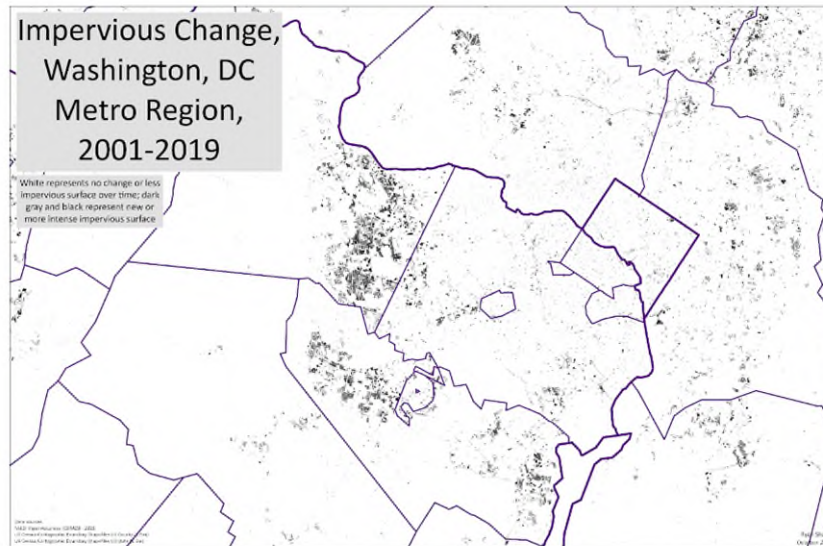 Impervious Change,
Washington, DC
Metro Region,
2001-2019
White represents no change or less
impervious surface over time; dark
gray and black represent new or
more intense impervious surface